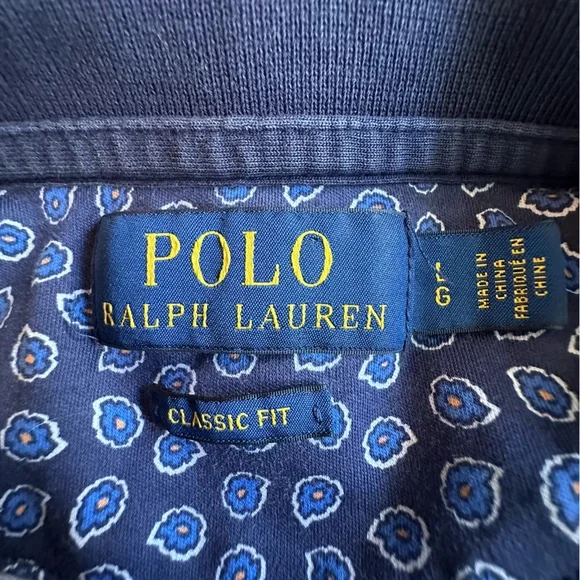 POLO
RALPH LAUREN
L
G
MADE IN
CHINA
FABRIQUÉ EN
CHINE
CLASSIC FIT